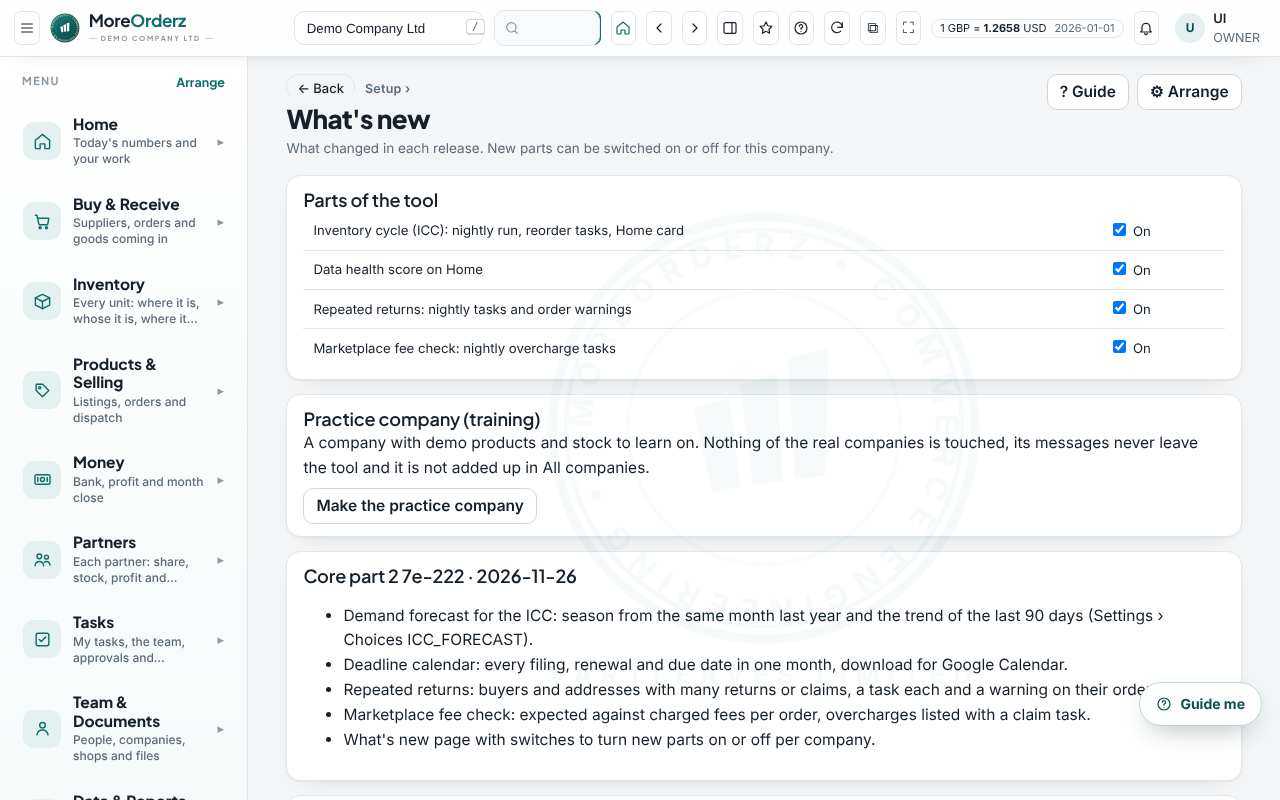 MoreOrderz
— DEMO COMPANY LTD —
Demo Company Ltd
/
1 GBP = 1.2658 USD 2026-01-01
U
UI
OWNER
MENU
Arrange
Home
Today's numbers and
your work
Buy & Receive
Suppliers, orders and
goods coming in
Inventory
Every unit: where it is,
whose it is, where it...
Products &
Selling
Listings, orders and
dispatch
Money
Bank, profit and month
close
Partners
Each partner: share,
stock, profit and...
Tasks
My tasks, the team,
approvals and...
Team &
Documents
People, companies,
shops and files
Data & Reports
← Back
Setup ›
? Guide
⚙ Arrange
What's new
What changed in each release. New parts can be switched on or off for this company.
Parts of the tool
Inventory cycle (ICC): nightly run, reorder tasks, Home card
On
Data health score on Home
On
Repeated returns: nightly tasks and order warnings
On
Marketplace fee check: nightly overcharge tasks
On
Practice company (training)
A company with demo products and stock to learn on. Nothing of the real companies is touched, its messages never leave
the tool and it is not added up in All companies.
Make the practice company
Core part 2 7e-222 · 2026-11-26
• Demand forecast for the ICC: season from the same month last year and the trend of the last 90 days (Settings ›
Choices ICC_FORECAST).
• Deadline calendar: every filing, renewal and due date in one month, download for Google Calendar.
• Repeated returns: buyers and addresses with many returns or claims, a task each and a warning on their orde
• Marketplace fee check: expected against charged fees per order, overcharges listed with a claim task.
• What's new page with switches to turn new parts on or off per company.
Guide me
MOREORDERZ • COMMERCE ENGINEERING •